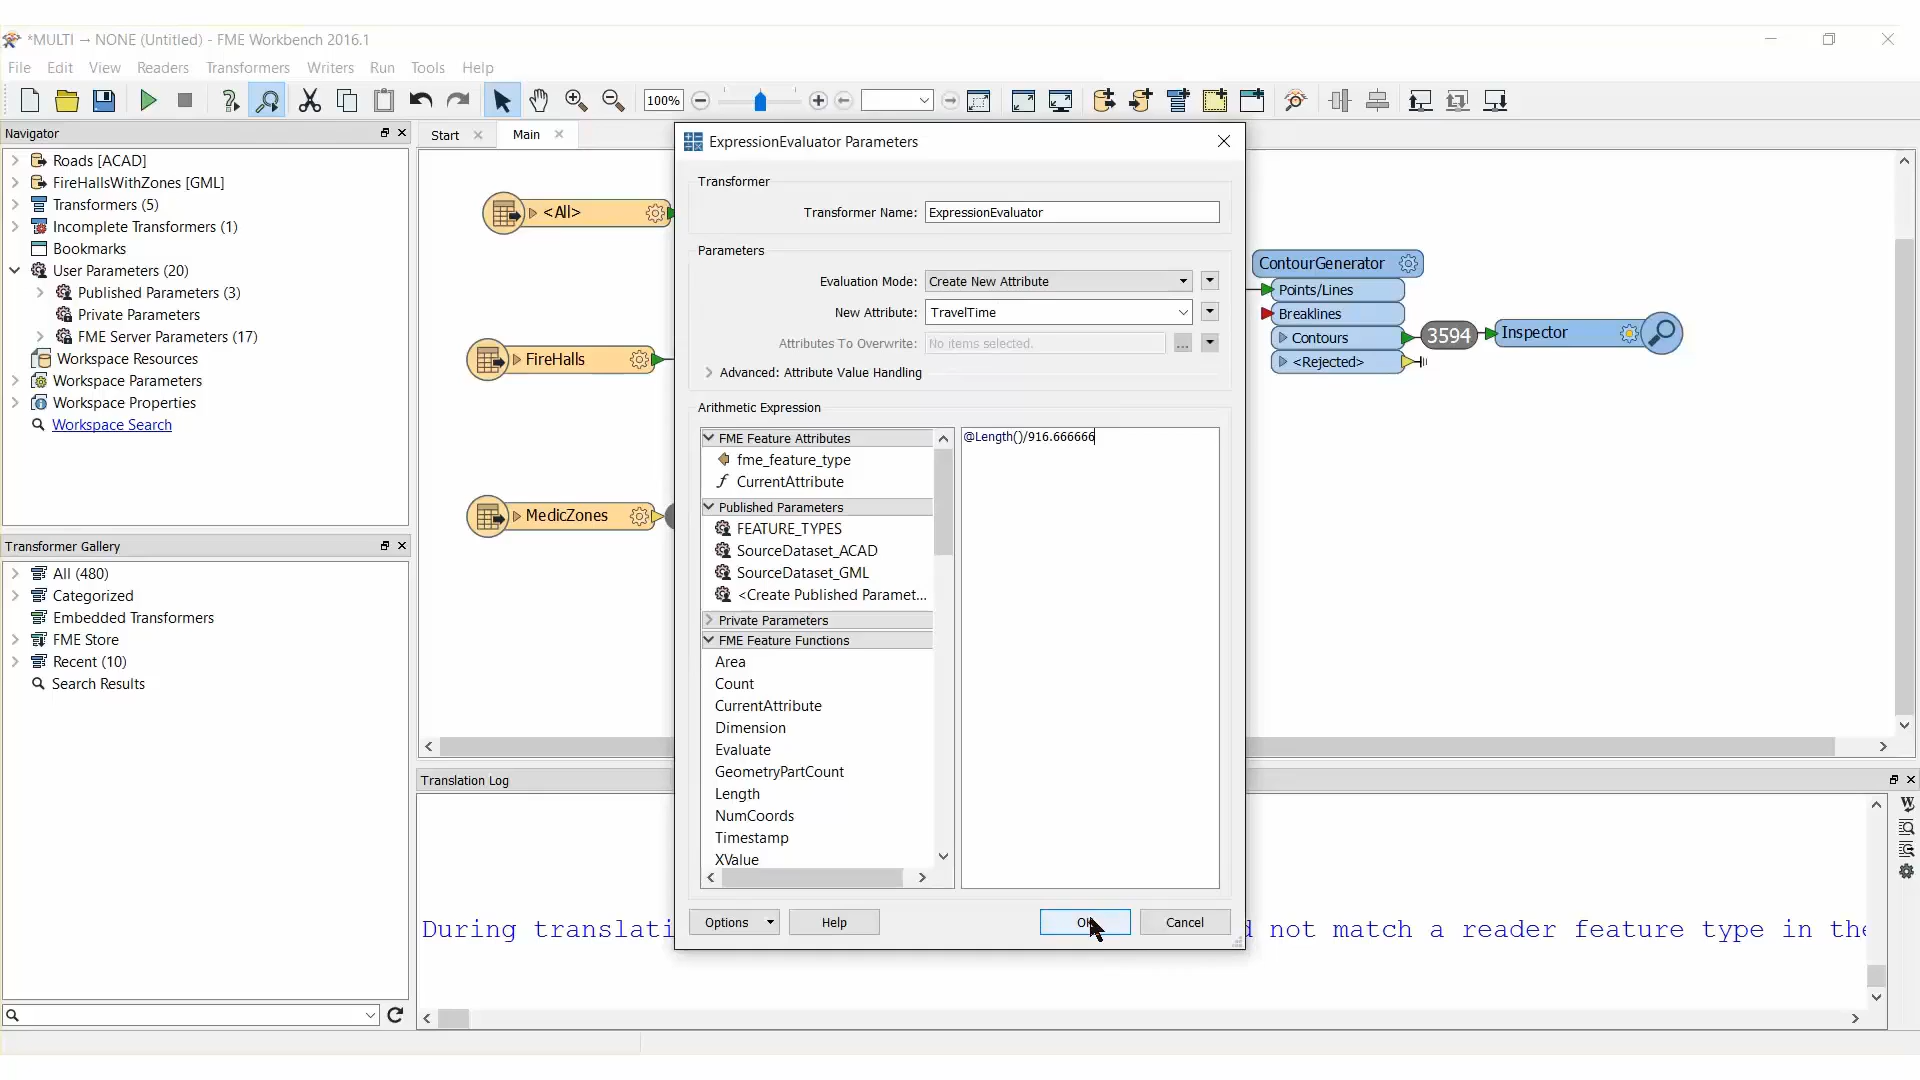 *MULTI → NONE (Untitled) - FME Workbench 2016.1
File Edit View Readers Transformers Writers Run Tools Help
100%
Navigator
Roads [ACAD]
FireHallsWithZones [GML]
Transformers (5)
Incomplete Transformers (1)
Bookmarks
User Parameters (20)
Published Parameters (3)
Private Parameters
FME Server Parameters (17)
Workspace Resources
Workspace Parameters
Workspace Properties
Workspace Search
Transformer Gallery
All (480)
Categorized
Embedded Transformers
FME Store
Recent (10)
Search Results
Start Main
<All>
FireHalls
MedicZones
ExpressionEvaluator Parameters
Transformer
Transformer Name: ExpressionEvaluator
Parameters
Evaluation Mode: Create New Attribute
New Attribute: TravelTime
Attributes To Overwrite: No items selected.
...
Advanced: Attribute Value Handling
Arithmetic Expression
FME Feature Attributes
fme_feature_type
CurrentAttribute
Published Parameters
FEATURE_TYPES
SourceDataset_ACAD
SourceDataset_GML
<Create Published Paramet...
Private Parameters
FME Feature Functions
Area
Count
CurrentAttribute
Dimension
Evaluate
GeometryPartCount
Length
NumCoords
Timestamp
XValue
@Length()/916.666666
Options Help OK Cancel
ContourGenerator
Points/Lines
Breaklines
Contours
<Rejected>
3594
Inspector
Translation Log
During translati
not match a reader feature type in the